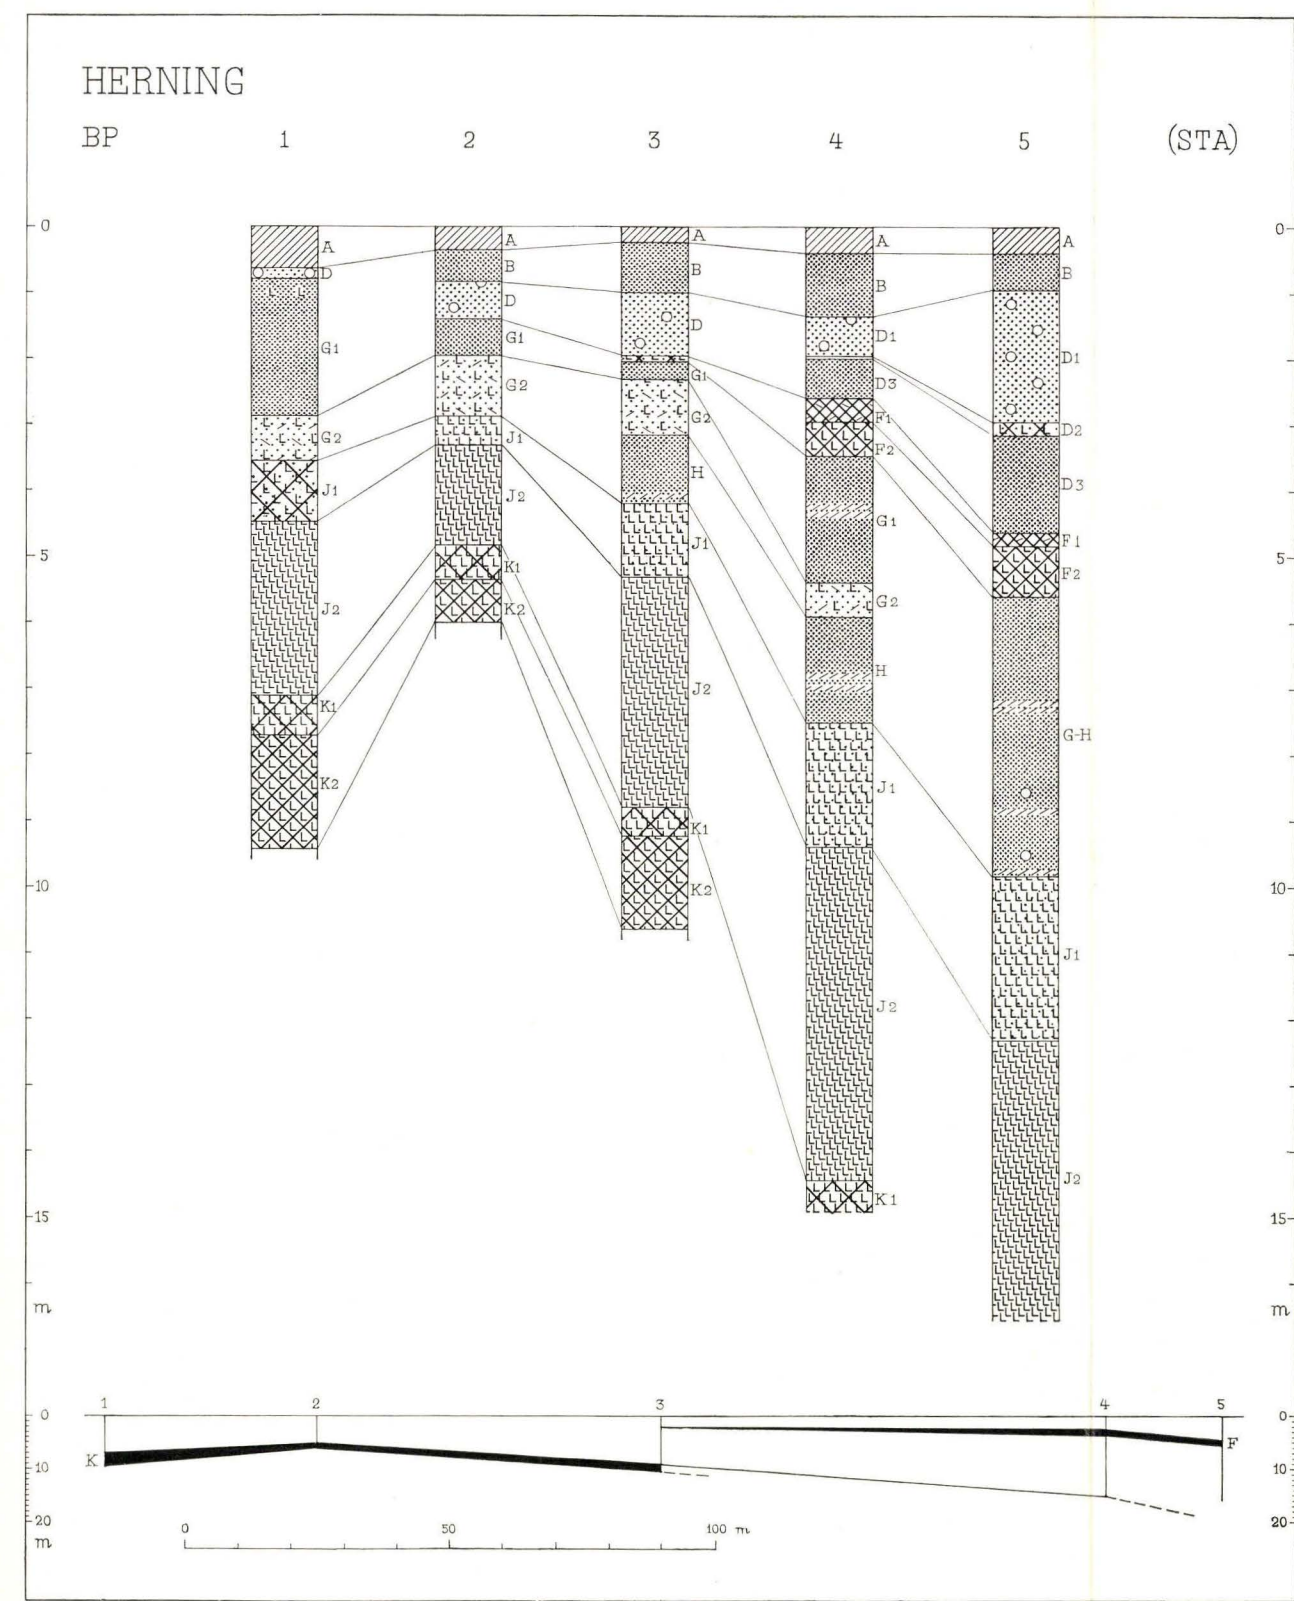 HERNING
BP 1 2 3 4 5 (STA)
0 0
A A A A A
D B B B B
G1 D D D1 D1
G2 G1 G1 D3 D2
J1 G2 G2 F1 D3
J2 J1 H F2 F1
K1 J2 J1 G1 F2
K2 K1 J2 G2 G-H
K2 K1 H J1
K2 J1 J2
J2
K1
5 5
10 10
15 15
m m
1 2 3 4 5
0 0
K F
10 10
20 20
m
0 50 100 m